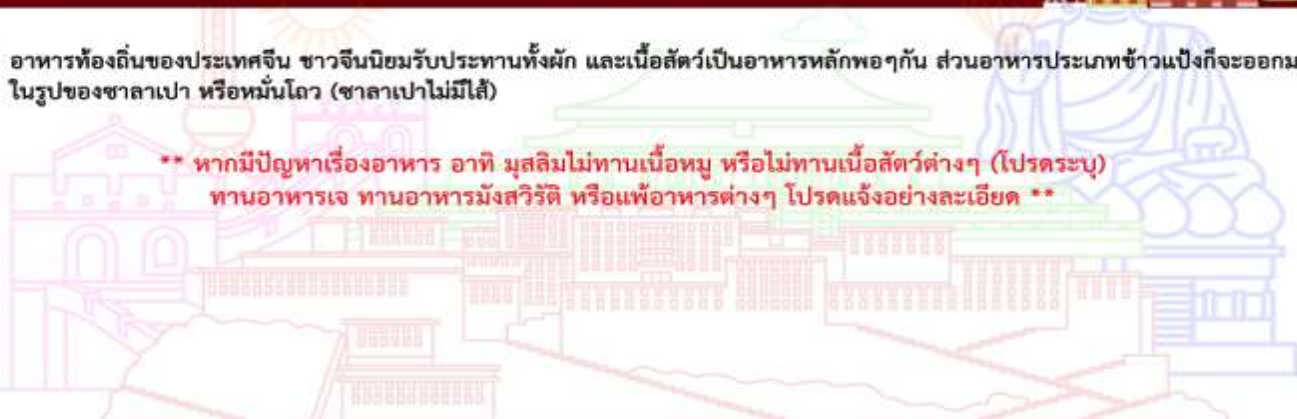 อาหารท้องถิ่นของประเทศจีน ชาวจีนนิยมรับประทานทั้งผัก และเนื้อสัตว์เป็นอาหารหลักพอๆกัน ส่วนอาหารประเภทข้าวแป้งก็จะออกม
ในรูปของซาลาเปา หรือหมั่นโถว (ซาลาเปาไม่มีไส้)
** หากมีปัญหาเรื่องอาหาร อาทิ มุสลิมไม่ทานเนื้อหมู หรือไม่ทานเนื้อสัตว์ต่างๆ (โปรดระบุ)
ทานอาหารเจ ทานอาหารมังสวิรัติ หรือแพ้อาหารต่างๆ โปรดแจ้งอย่างละเอียด **